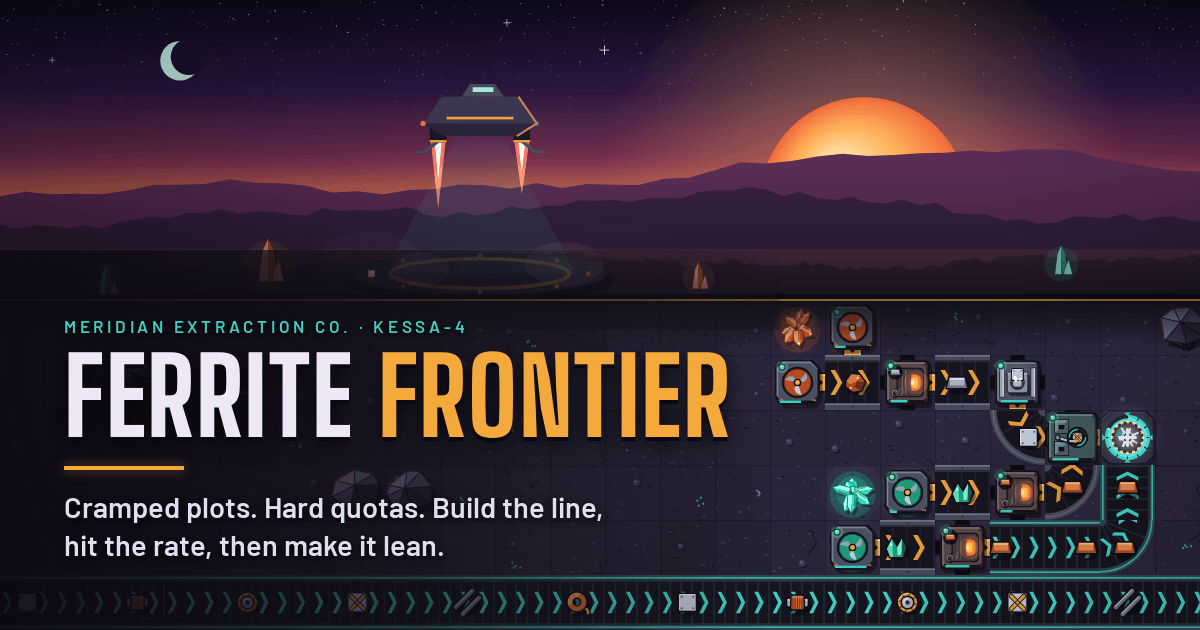 MERIDIAN EXTRACTION CO. · KESSA-4
FERRITE FRONTIER
Cramped plots. Hard quotas. Build the line,
hit the rate, then make it lean.